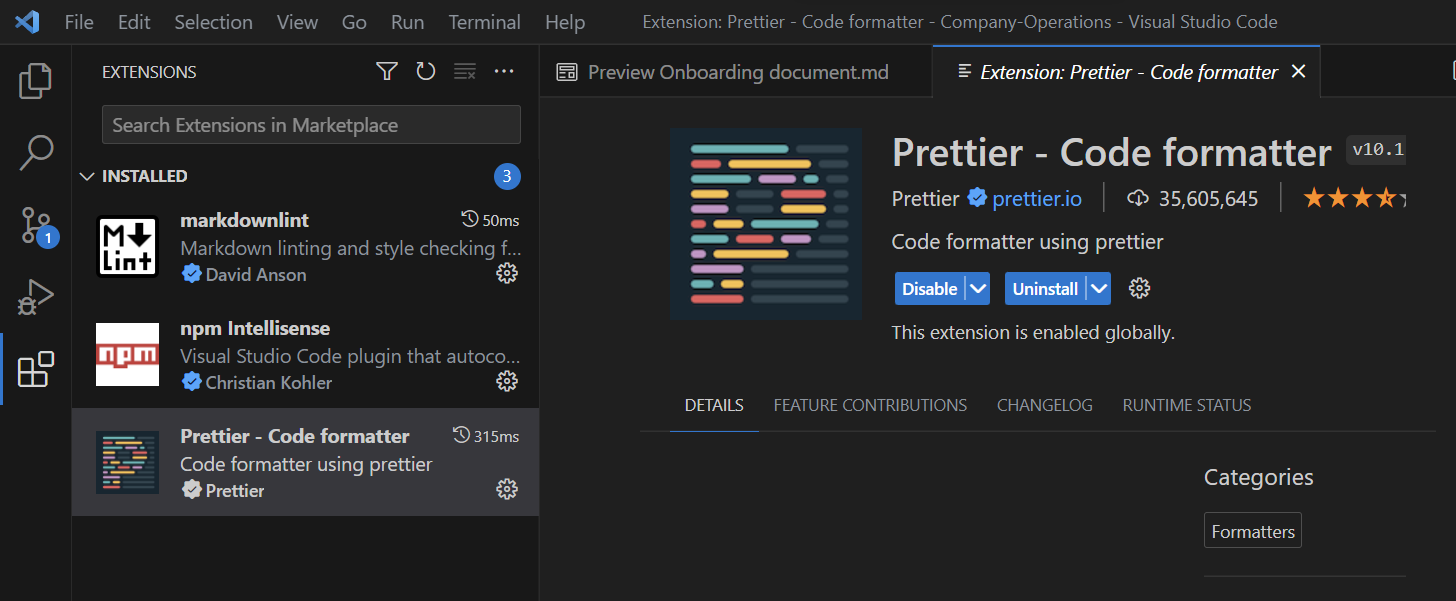 File Edit Selection View Go Run Terminal Help Extension: Prettier - Code formatter - Company-Operations - Visual Studio Code
EXTENSIONS
Search Extensions in Marketplace
INSTALLED 3
markdownlint 50ms
Markdown linting and style checking f...
David Anson
M
Lint
1
npm Intellisense
Visual Studio Code plugin that autoco...
Christian Kohler
npm
Prettier - Code formatter 315ms
Code formatter using prettier
Prettier
Preview Onboarding document.md
Extension: Prettier - Code formatter
Prettier - Code formatter v10.1
Prettier prettier.io 35,605,645
Code formatter using prettier
Disable Uninstall
This extension is enabled globally.
DETAILS FEATURE CONTRIBUTIONS CHANGELOG RUNTIME STATUS
Categories
Formatters